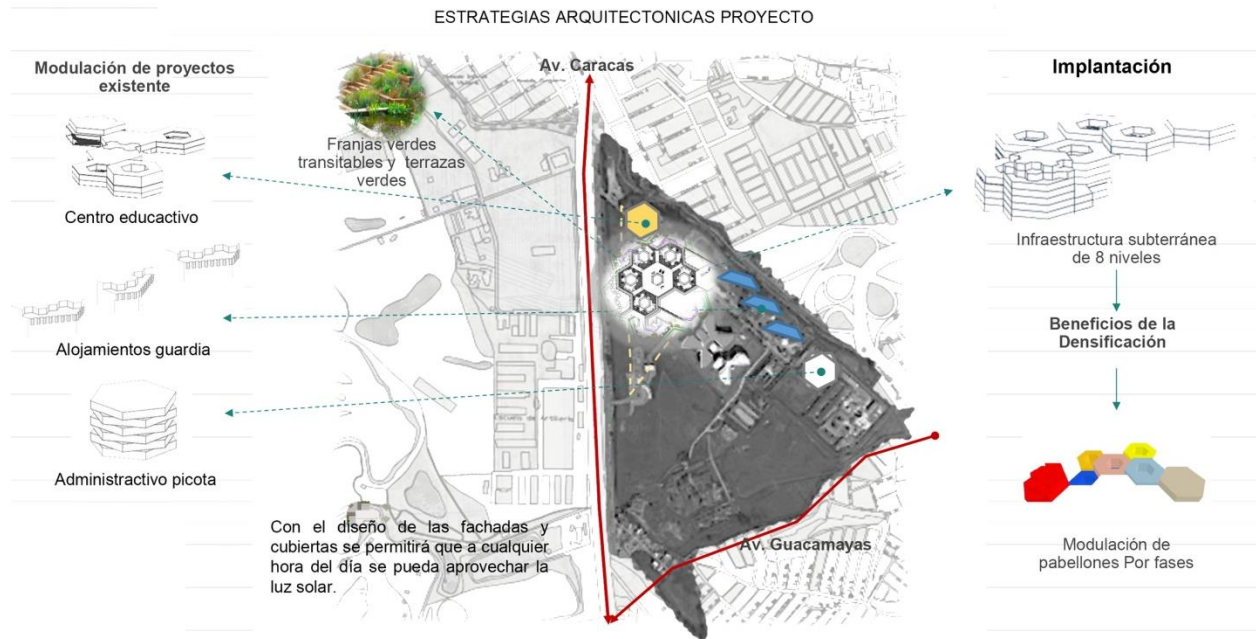 ESTRATEGIAS ARQUITECTONICAS PROYECTO
Modulación de proyectos
existente
Centro educactivo
Alojamientos guardia
Administractivo picota
Franjas verdes
transitables y terrazas
verdes
Av. Caracas
Con el diseño de las fachadas y
cubiertas se permitirá que a cualquier
hora del día se pueda aprovechar la
luz solar.
Av. Guacamayas
Implantación
Infraestructura subterránea
de 8 niveles
Beneficios de la
Densificación
Modulación de
pabellones Por fases